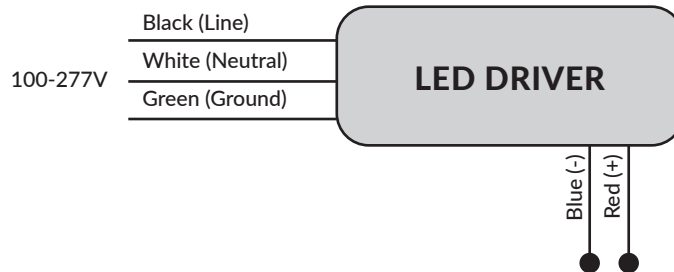 Black (Line)
White (Neutral)
100-277V
Green (Ground)
LED DRIVER
Blue (-)
Red (+)